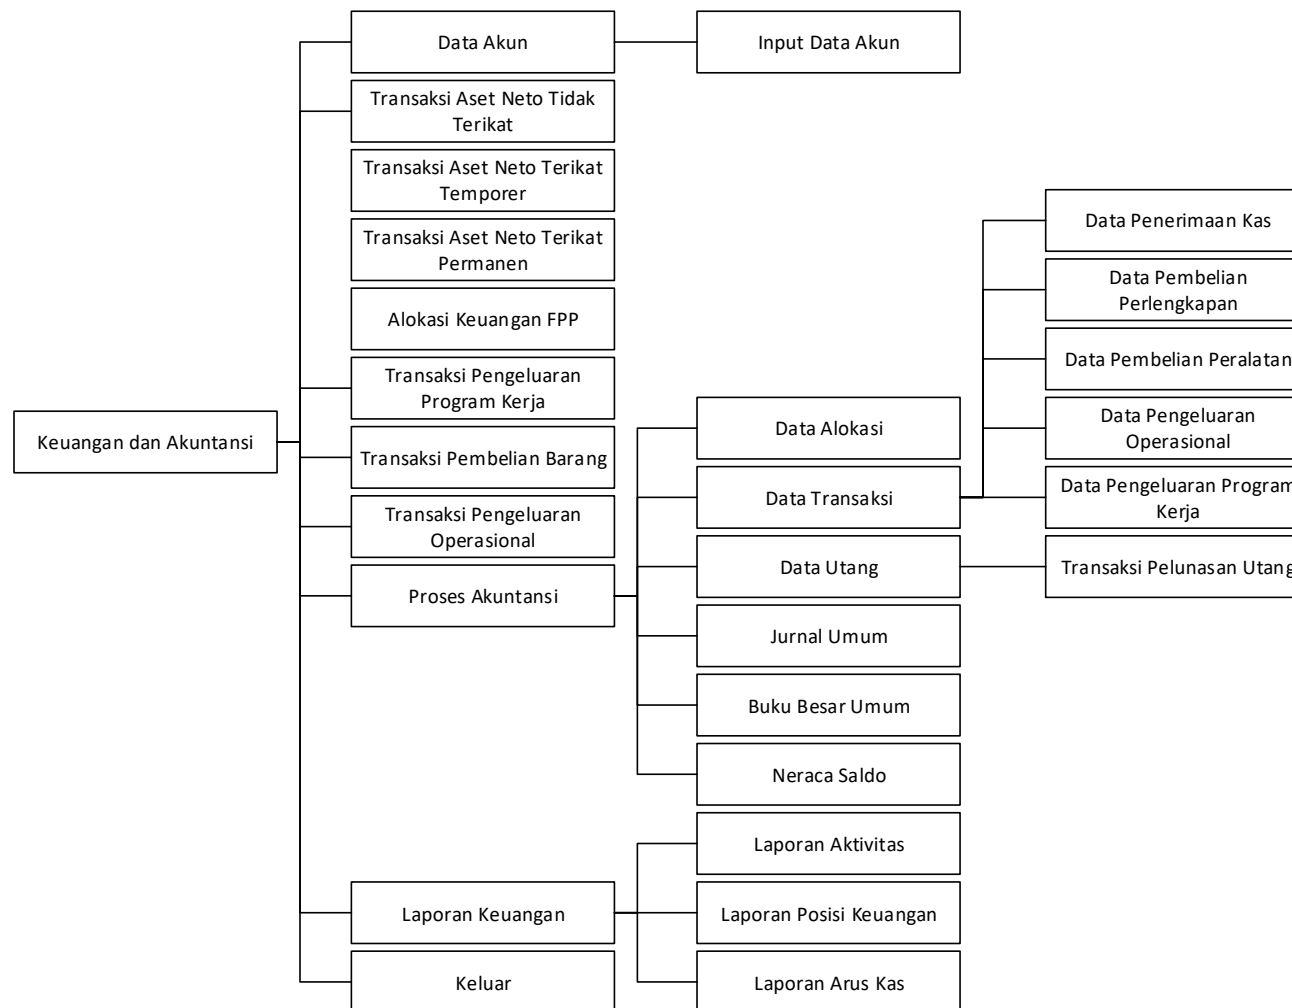 Keuangan dan Akuntansi
Data Akun
Input Data Akun
Transaksi Aset Neto Tidak
Terikat
Transaksi Aset Neto Terikat
Temporer
Transaksi Aset Neto Terikat
Permanen
Alokasi Keuangan FPP
Transaksi Pengeluaran
Program Kerja
Transaksi Pembelian Barang
Transaksi Pengeluaran
Operasional
Proses Akuntansi
Data Alokasi
Data Transaksi
Data Penerimaan Kas
Data Pembelian
Perlengkapan
Data Pembelian Peralatan
Data Pengeluaran
Operasional
Data Pengeluaran Program
Kerja
Data Utang
Transaksi Pelunasan Utang
Jurnal Umum
Buku Besar Umum
Neraca Saldo
Laporan Keuangan
Laporan Aktivitas
Laporan Posisi Keuangan
Laporan Arus Kas
Keluar